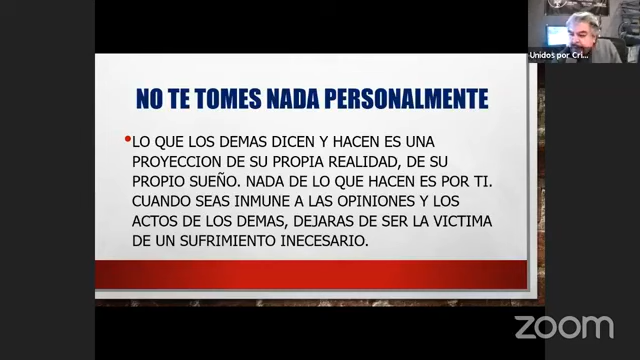 Unidos por Cri...
NO TE TOMES NADA PERSONALMENTE
•LO QUE LOS DEMAS DICEN Y HACEN ES UNA
PROYECCION DE SU PROPIA REALIDAD, DE SU
PROPIO SUEÑO. NADA DE LO QUE HACEN ES POR TI.
CUANDO SEAS INMUNE A LAS OPINIONES Y LOS
ACTOS DE LOS DEMAS, DEJARAS DE SER LA VICTIMA
DE UN SUFRIMIENTO INECESARIO.
zoom